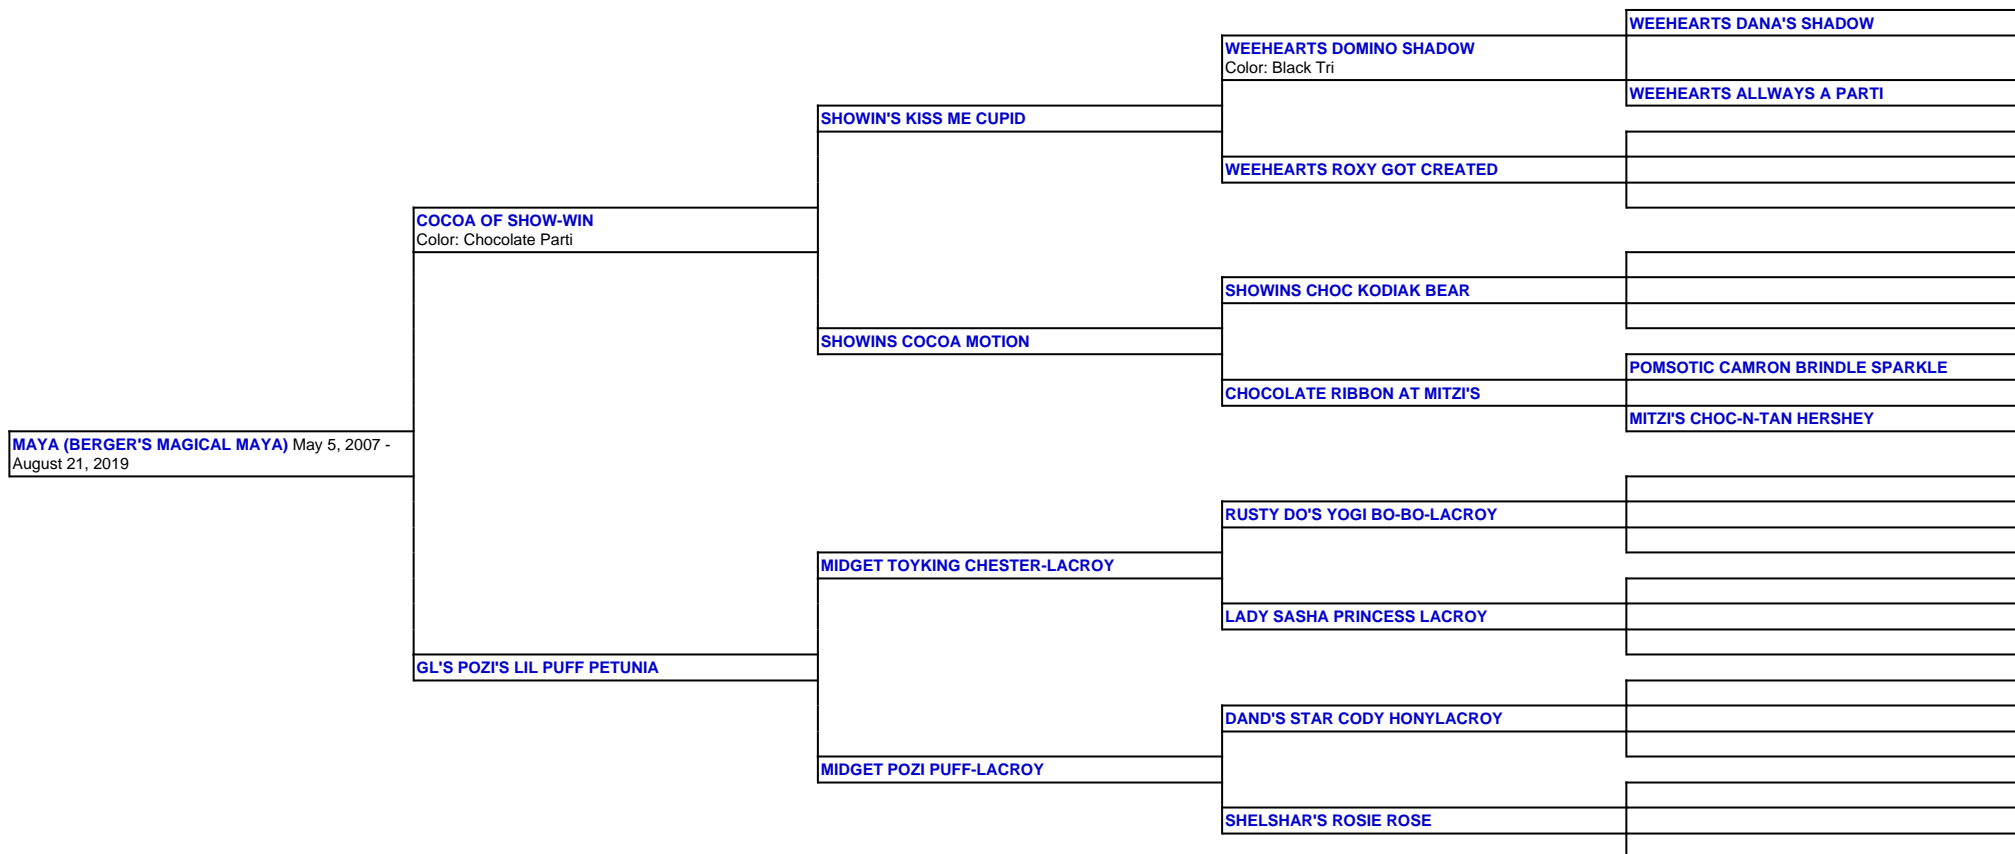 WEEHEARTS DANA'S SHADOW
WEEHEARTS DOMINO SHADOW
Color: Black Tri
WEEHEARTS ALLWAYS A PARTI
SHOWIN'S KISS ME CUPID
WEEHEARTS ROXY GOT CREATED
COCOA OF SHOW-WIN
Color: Chocolate Parti
SHOWINS CHOC KODIAK BEAR
SHOWINS COCOA MOTION
POMSOTIC CAMRON BRINDLE SPARKLE
CHOCOLATE RIBBON AT MITZI'S
MITZI'S CHOC-N-TAN HERSHEY
MAYA (BERGER'S MAGICAL MAYA) May 5, 2007 -
August 21, 2019
RUSTY DO'S YOGI BO-BO-LACROY
MIDGET TOYKING CHESTER-LACROY
LADY SASHA PRINCESS LACROY
GL'S POZI'S LIL PUFF PETUNIA
DAND'S STAR CODY HONYLACROY
MIDGET POZI PUFF-LACROY
SHELSHAR'S ROSIE ROSE